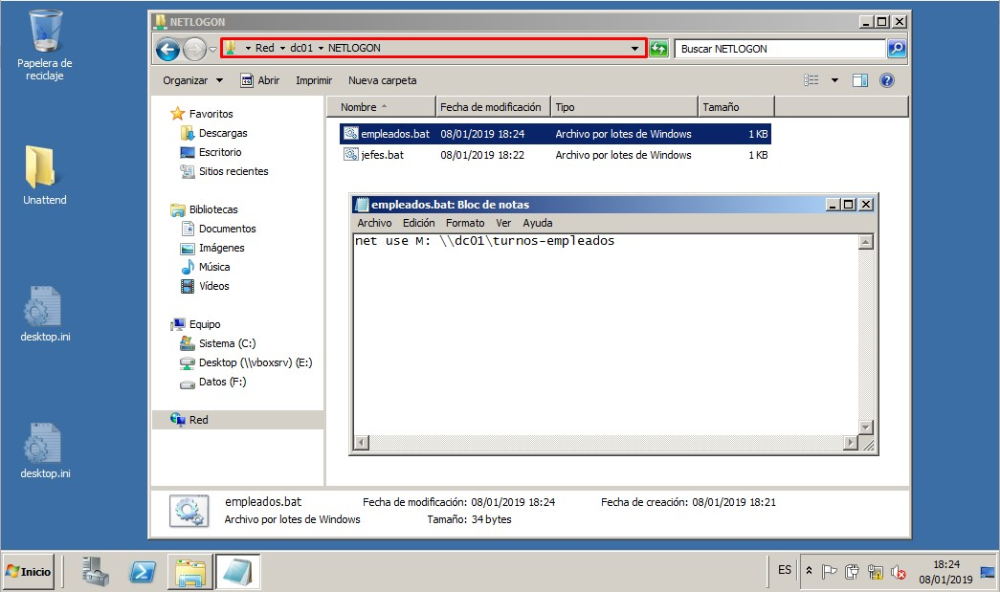 Papelera de
reciclaje
Unattend
desktop.ini
desktop.ini
NETLOGON
Red dc01 NETLOGON
Buscar NETLOGON
Organizar Abrir Imprimir Nueva carpeta
Favoritos
Descargas
Escritorio
Sitios recientes
Bibliotecas
Documentos
Imágenes
Música
Vídeos
Equipo
Sistema (C:)
Desktop (\\vboxsrv) (E:)
Datos (F:)
Red
Nombre Fecha de modificación Tipo Tamaño
empleados.bat 08/01/2019 18:24 Archivo por lotes de Windows 1 KB
jefes.bat 08/01/2019 18:22 Archivo por lotes de Windows 1 KB
empleados.bat: Bloc de notas
Archivo Edición Formato Ver Ayuda
net use M: \\dc01\turnos-empleados
empleados.bat Fecha de modificación: 08/01/2019 18:24 Fecha de creación: 08/01/2019 18:21
Archivo por lotes de Windows Tamaño: 34 bytes
Inicio
ES
18:24
08/01/2019